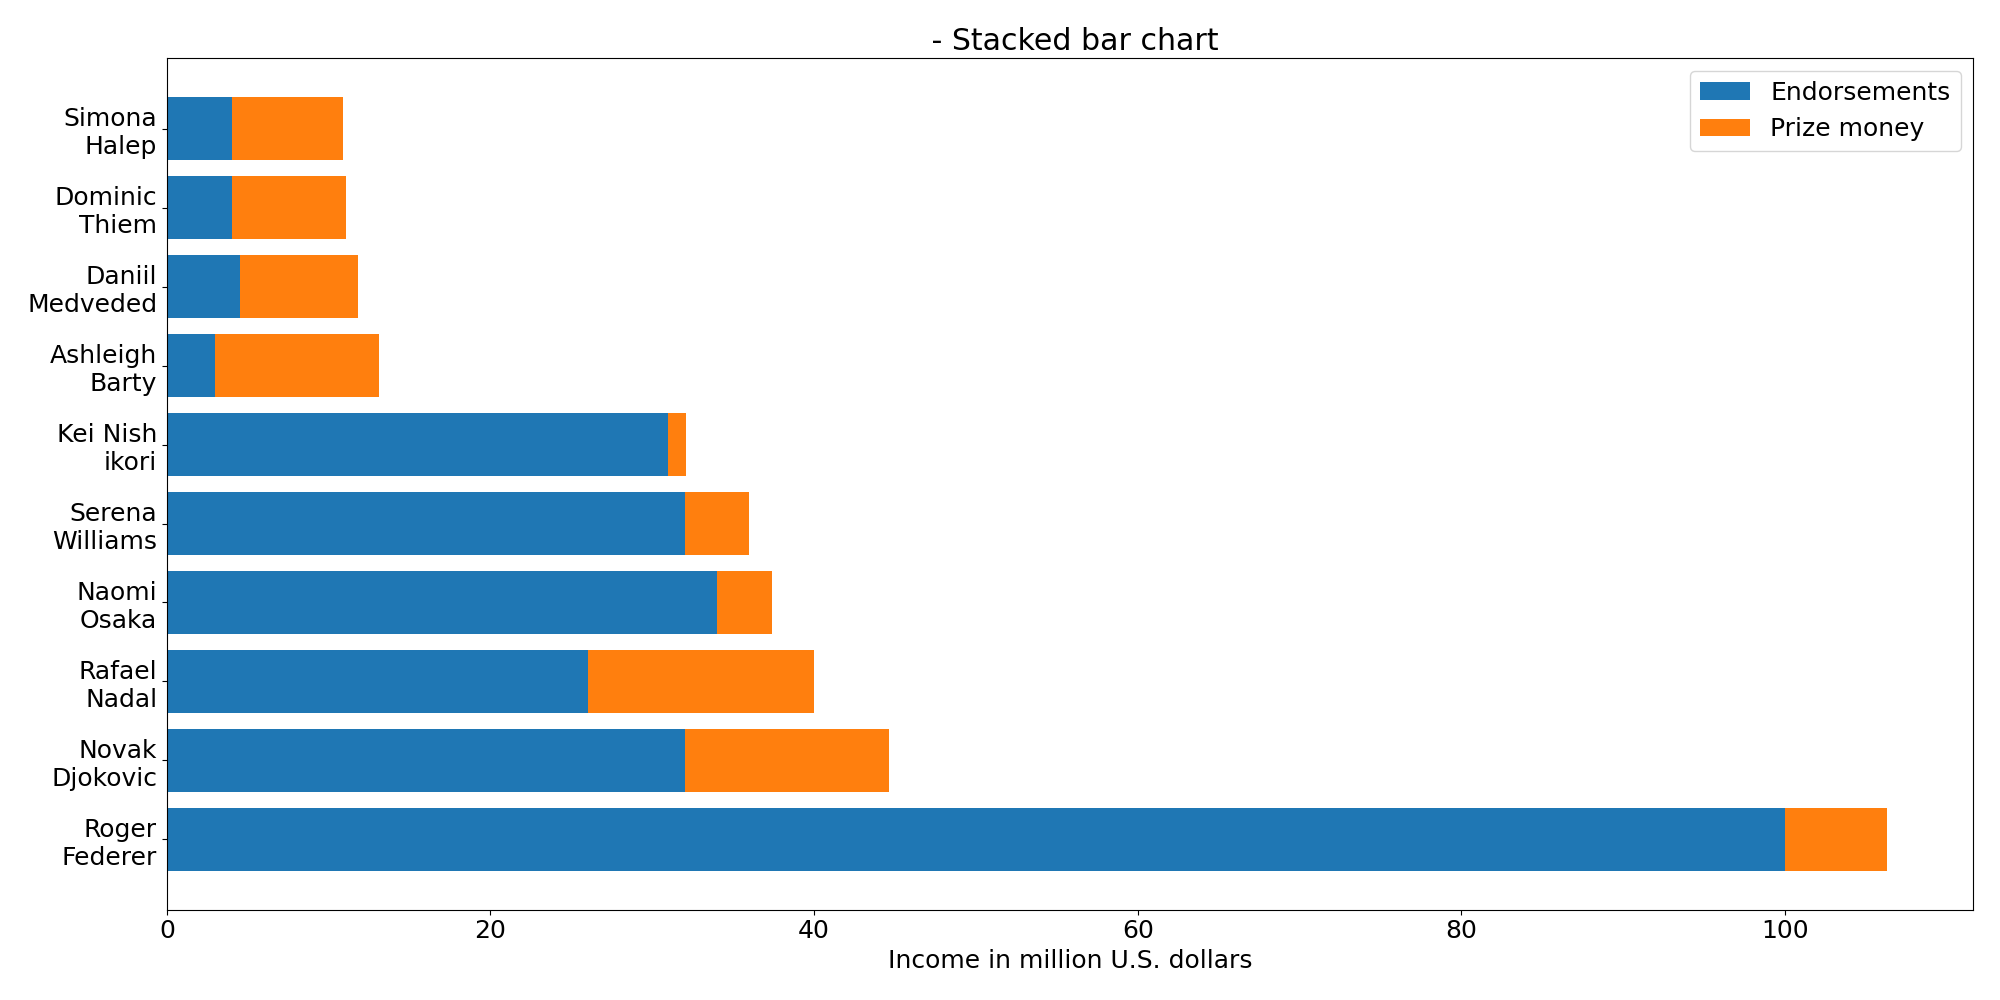 - Stacked bar chart
Endorsements
Prize money
Simona
Halep
Dominic
Thiem
Daniil
Medveded
Ashleigh
Barty
Kei Nish
ikori
Serena
Williams
Naomi
Osaka
Rafael
Nadal
Novak
Djokovic
Roger
Federer
0 20 40 60 80 100
Income in million U.S. dollars